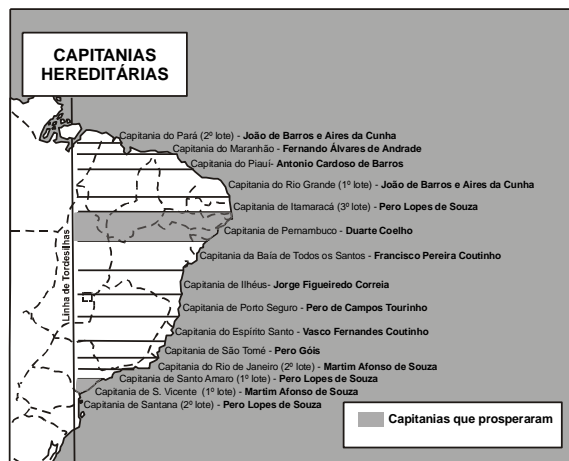 CAPITANIAS
HEREDITÁRIAS
Capitania do Pará (2º lote) - João de Barros e Aires da Cunha
Capitania do Maranhão - Fernando Álvares de Andrade
Capitania do Piauí- Antonio Cardoso de Barros
Capitania do Rio Grande (1º lote) - João de Barros e Aires da Cunha
Capitania de Itamaracá (3º lote) - Pero Lopes de Souza
Capitania de Pernambuco - Duarte Coelho
Capitania da Baía de Todos os Santos - Francisco Pereira Coutinho
Capitania de Ilhéus- Jorge Figueiredo Correia
Capitania de Porto Seguro - Pero de Campos Tourinho
Capitania do Espírito Santo - Vasco Fernandes Coutinho
Capitania de São Tomé - Pero Góis
Capitania do Rio de Janeiro (2º lote) - Martim Afonso de Souza
Capitania de Santo Amaro (1º lote) - Pero Lopes de Souza
Capitania de S. Vicente (1º lote) - Martim Afonso de Souza
Capitania de Santana (2º lote) - Pero Lopes de Souza
Linha de Tordesilhas
Capitanias que prosperaram